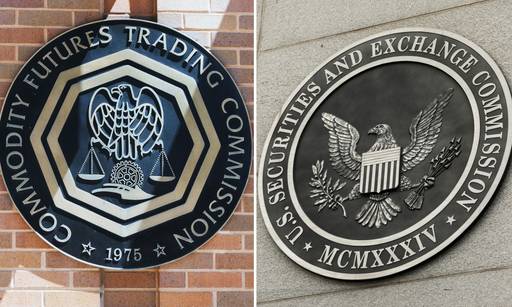 COMMODITY FUTURES TRADING COMMISSION
1975
U.S. SECURITIES AND EXCHANGE COMMISSION
MCMXXXIV